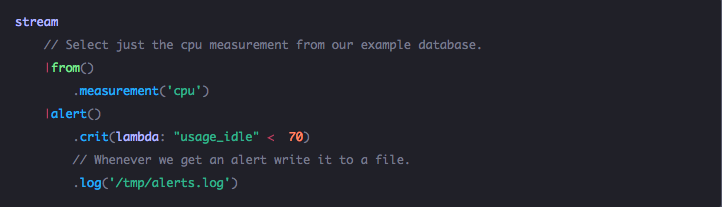 stream
    // Select just the cpu measurement from our example database.
    |from()
        .measurement('cpu')
    |alert()
        .crit(lambda: "usage_idle" <  70)
        // Whenever we get an alert write it to a file.
        .log('/tmp/alerts.log')